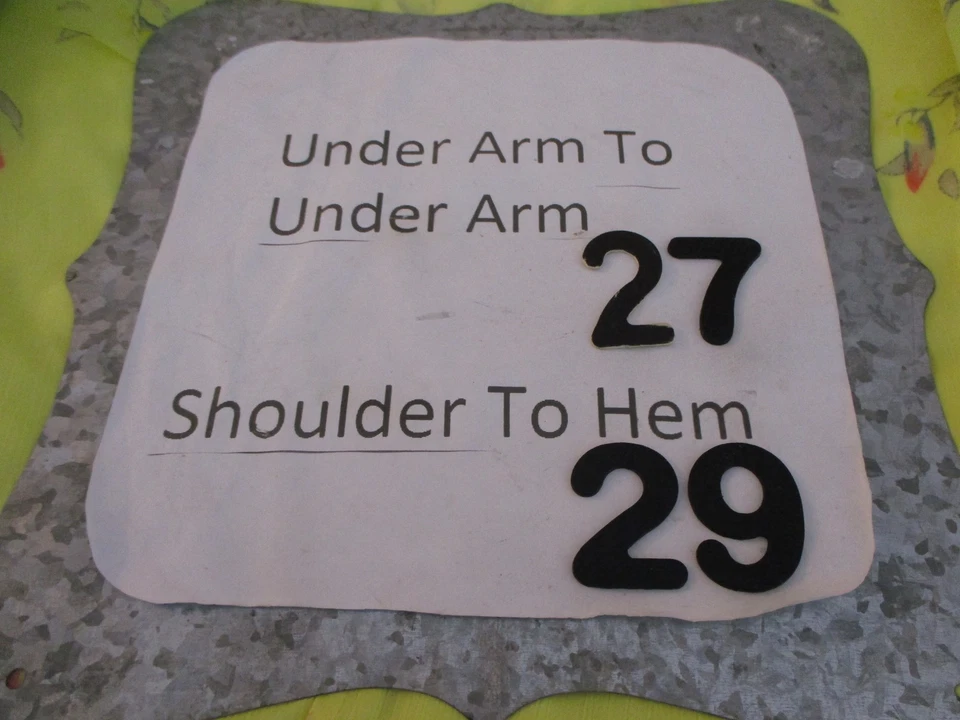 Under Arm To
Under Arm
27
Shoulder To Hem
29